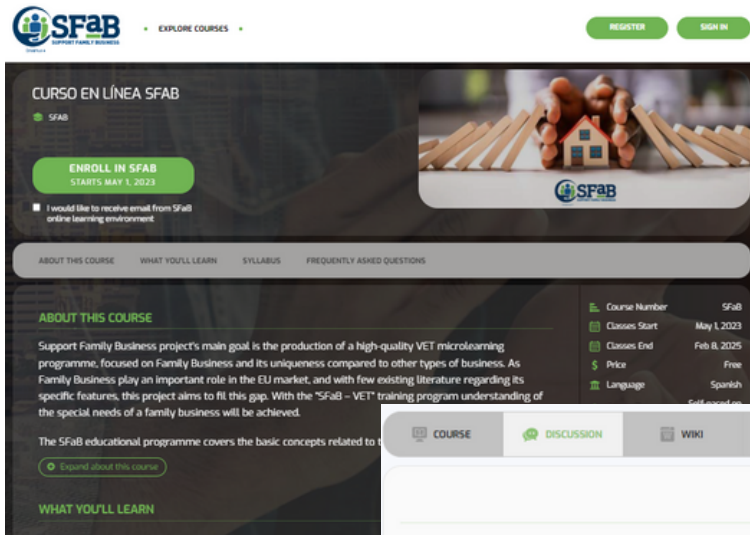 SFaB
SUPPORT FAMILY BUSINESS
EXPLORE COURSES
REGISTER
SIGN IN
CURSO EN LÍNEA SFAB
SFAB
ENROLL IN SFAB
STARTS MAY 1, 2023
I would like to receive email from SFaB
online learning environment
SFaB
SUPPORT FAMILY BUSINESS
ABOUT THIS COURSE
WHAT YOU'LL LEARN
SYLLABUS
FREQUENTLY ASKED QUESTIONS
ABOUT THIS COURSE
Support Family Business project's main goal is the production of a high-quality VET microlearning
programme, focused on Family Business and its uniqueness compared to other types of business. As
Family Business play an important role in the EU market, and with few existing literature regarding its
specific features, this project aims to fil this gap. With the "SFaB – VET" training program understanding of
the special needs of a family business will be achieved.
The SFaB educational programme covers the basic concepts related to
Expand about this course
WHAT YOU'LL LEARN
Course Number SFaB
Classes Start May 1, 2023
Classes End Feb 8, 2025
Price Free
Language Spanish
Self-paced on
COURSE
DISCUSSION
WIKI